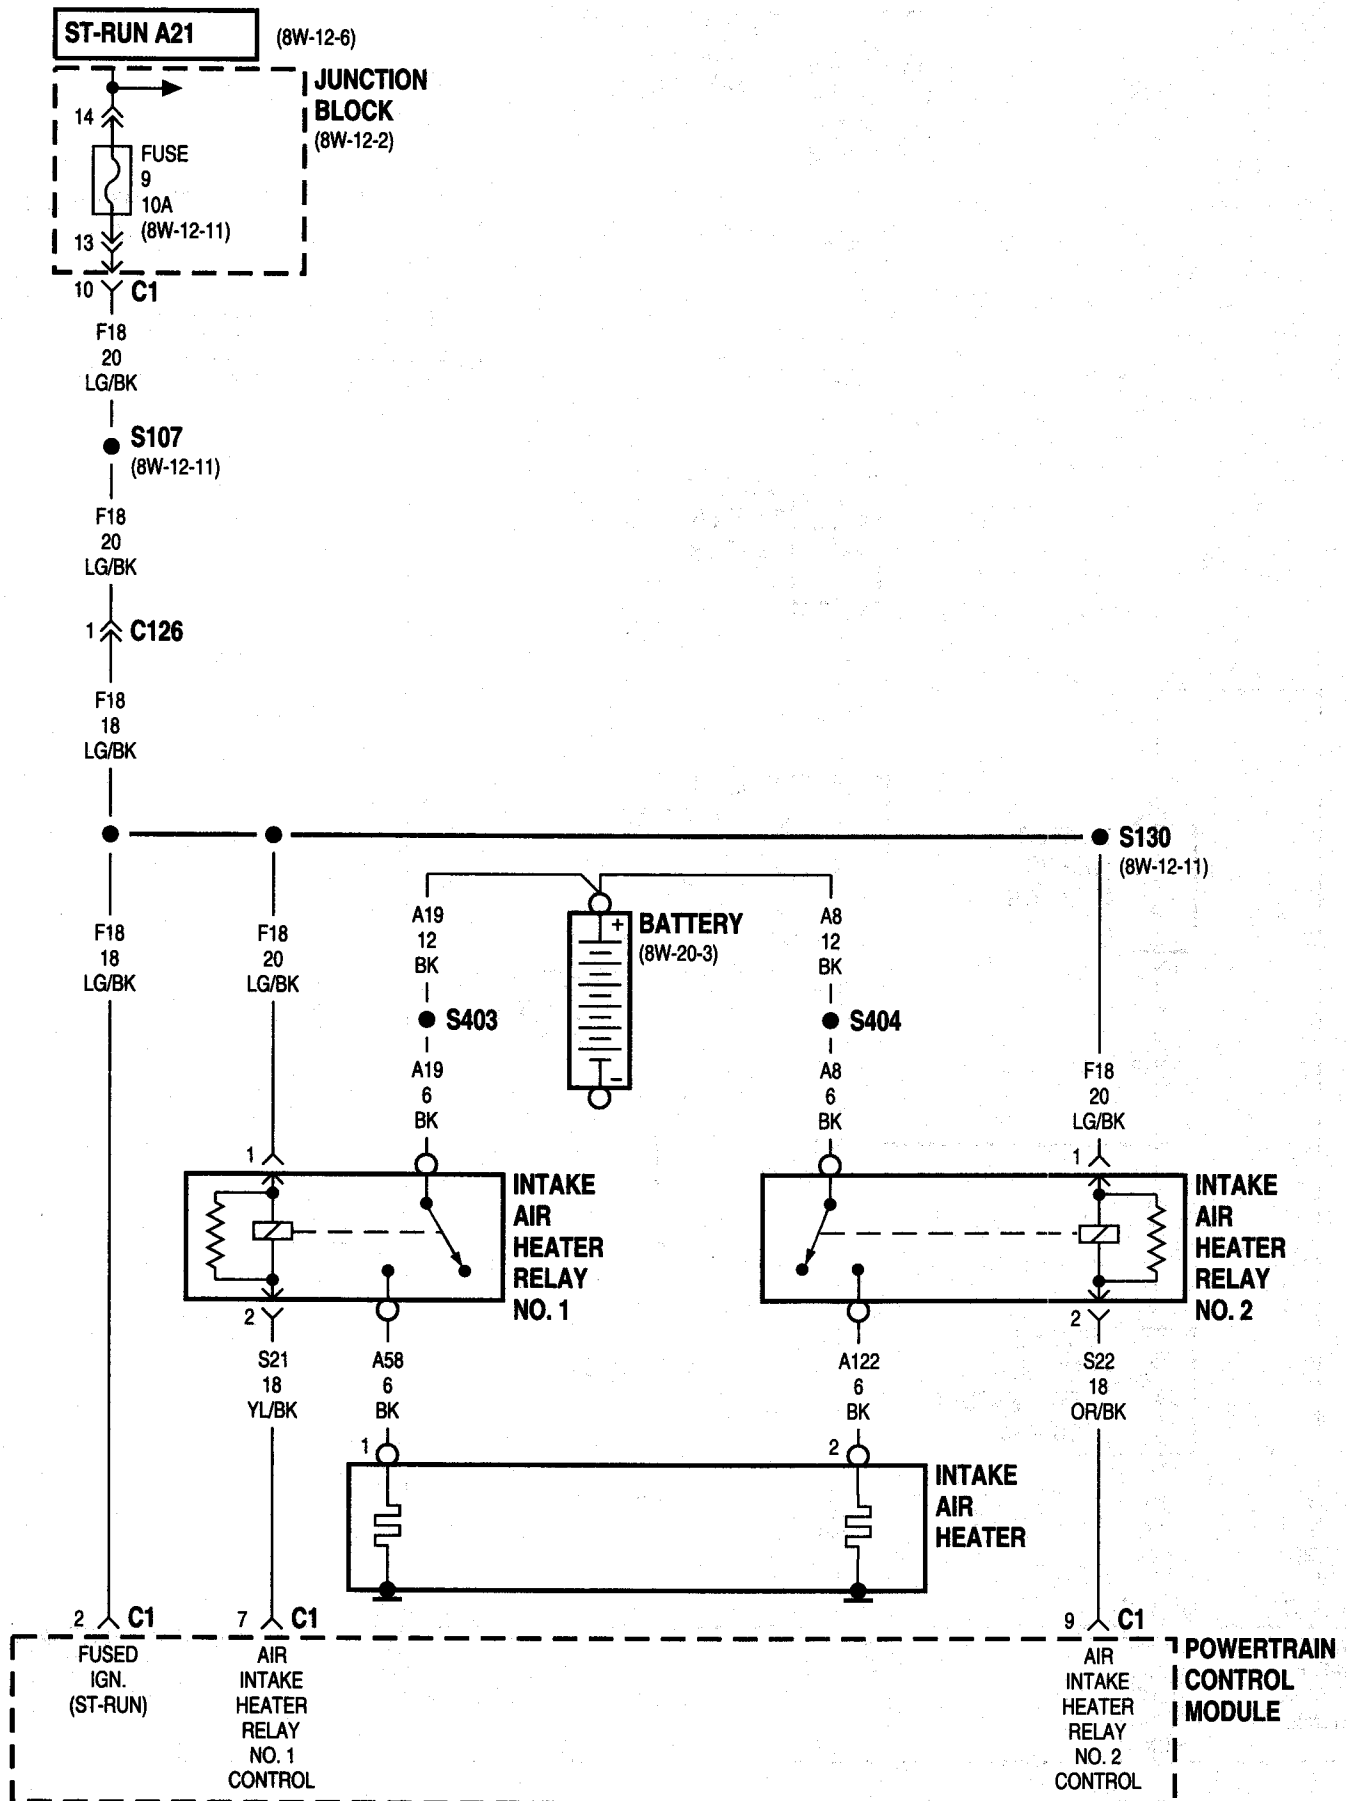 ST-RUN A21
(8W-12-6)
JUNCTION
BLOCK
(8W-12-2)
14
FUSE
9
10A
(8W-12-11)
13
10
C1
F18
20
LG/BK
S107
(8W-12-11)
F18
20
LG/BK
1
C126
F18
18
LG/BK
S130
(8W-12-11)
F18
18
LG/BK
F18
20
LG/BK
A19
12
BK
S403
A19
6
BK
+
BATTERY
(8W-20-3)
−
A8
12
BK
S404
A8
6
BK
F18
20
LG/BK
1
INTAKE
AIR
HEATER
RELAY
NO. 1
2
1
INTAKE
AIR
HEATER
RELAY
NO. 2
2
S21
18
YL/BK
A58
6
BK
A122
6
BK
S22
18
OR/BK
1
2
INTAKE
AIR
HEATER
2
C1
7
C1
9
C1
FUSED
IGN.
(ST-RUN)
AIR
INTAKE
HEATER
RELAY
NO. 1
CONTROL
AIR
INTAKE
HEATER
RELAY
NO. 2
CONTROL
POWERTRAIN
CONTROL
MODULE